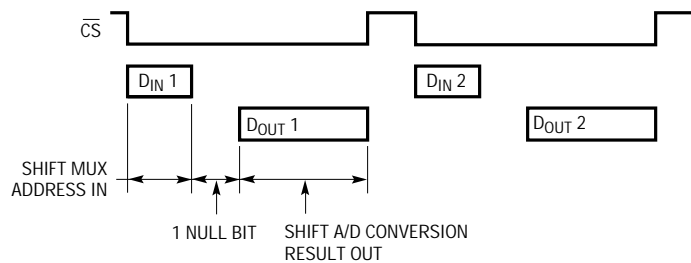 CS
DIN 1
DIN 2
DOUT 1
DOUT 2
SHIFT MUX
ADDRESS IN
1 NULL BIT
SHIFT A/D CONVERSION
RESULT OUT